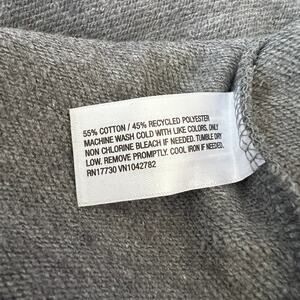 55% COTTON / 45% RECYCLED POLYESTER
MACHINE WASH COLD WITH LIKE COLORS. ONLY
NON CHLORINE BLEACH IF NEEDED. TUMBLE DRY
LOW. REMOVE PROMPTLY. COOL IRON IF NEEDED.
RN17730 VN1042782